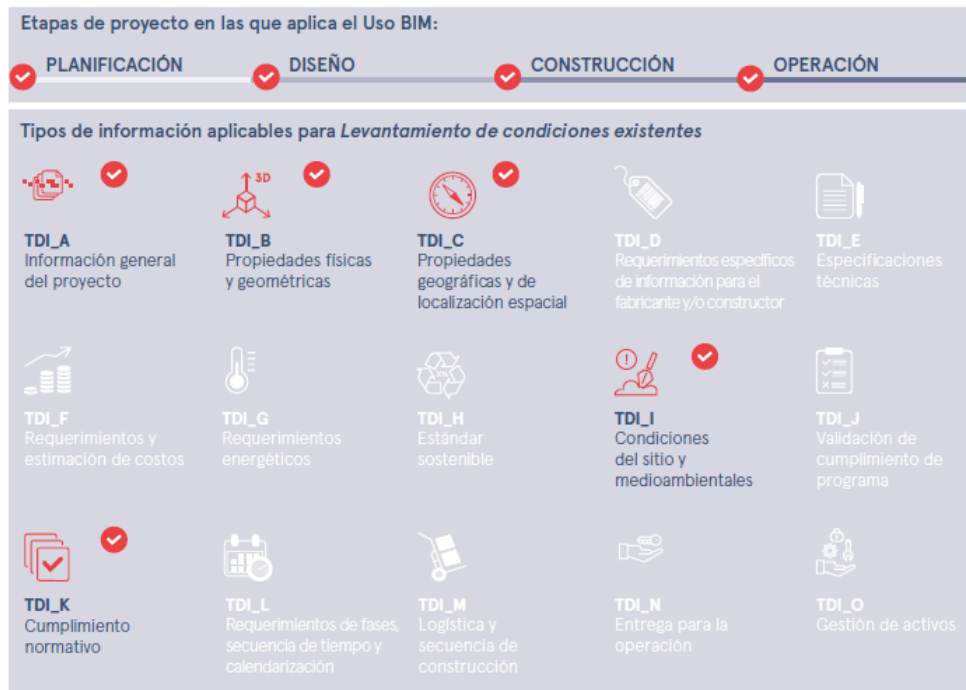 Etapas de proyecto en las que aplica el Uso BIM:
PLANIFICACIÓN
DISEÑO
CONSTRUCCIÓN
OPERACIÓN
Tipos de información aplicables para Levantamiento de condiciones existentes
3D
TDI_A
Información general
del proyecto
TDI_B
Propiedades físicas
y geométricas
TDI_C
Propiedades
geográficas y de
localización espacial
TDI_D
Requerimientos específicos
de información para el
fabricante y/o constructor
TDI_E
Especificaciones
técnicas
TDI_F
Requerimientos y
estimación de costos
TDI_G
Requerimientos
energéticos
TDI_H
Estándar
sostenible
TDI_I
Condiciones
del sitio y
medioambientales
TDI_J
Validación de
cumplimiento de
programa
TDI_K
Cumplimiento
normativo
TDI_L
Requerimientos de fases,
secuencia de tiempo y
calendarización
TDI_M
Logística y
secuencia de
construcción
TDI_N
Entrega para la
operación
TDI_O
Gestión de activos